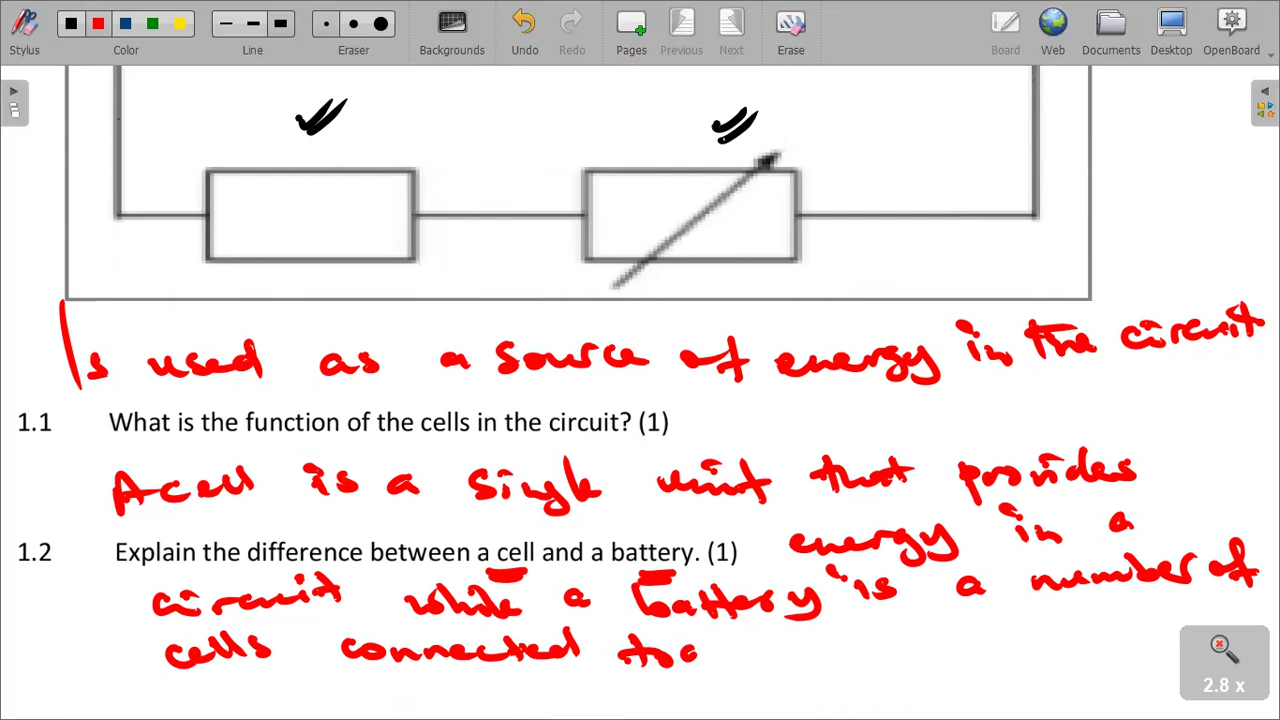 Stylus
Color
Line
Eraser
Backgrounds
Undo
Redo
Pages
Previous
Next
Erase
Board
Web
Documents
Desktop
OpenBoard
Is used as a source of energy in the circuit
1.1 What is the function of the cells in the circuit? (1)
A cell is a single unit that provides
energy in a
1.2 Explain the difference between a cell and a battery. (1)
circuit while a battery is a number of
cells connected tog
2.8 x